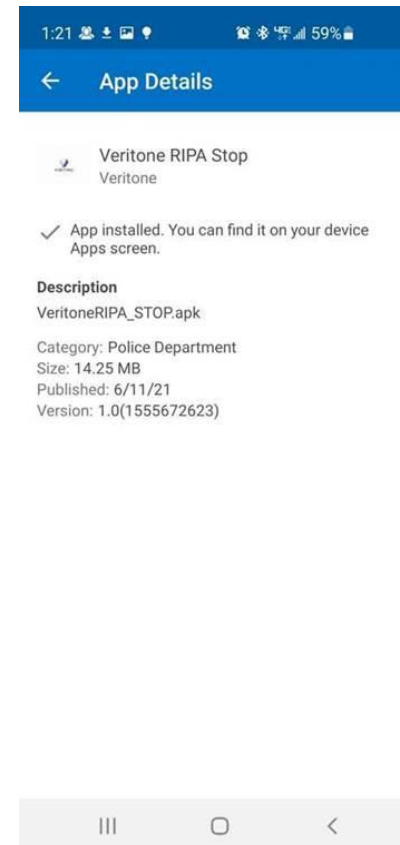 1:21 59%
App Details
Veritone RIPA Stop
Veritone
App installed. You can find it on your device
Apps screen.
Description
VeritoneRIPA_STOP.apk
Category: Police Department
Size: 14.25 MB
Published: 6/11/21
Version: 1.0(1555672623)